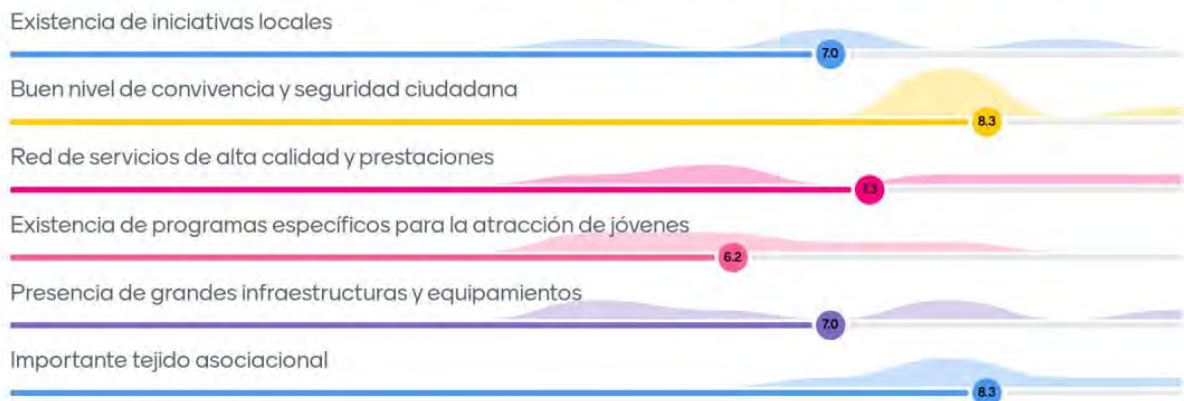 Existencia de iniciativas locales
7.0
Buen nivel de convivencia y seguridad ciudadana
8.3
Red de servicios de alta calidad y prestaciones
7.3
Existencia de programas específicos para la atracción de jóvenes
6.2
Presencia de grandes infraestructuras y equipamientos
7.0
Importante tejido asociacional
8.3